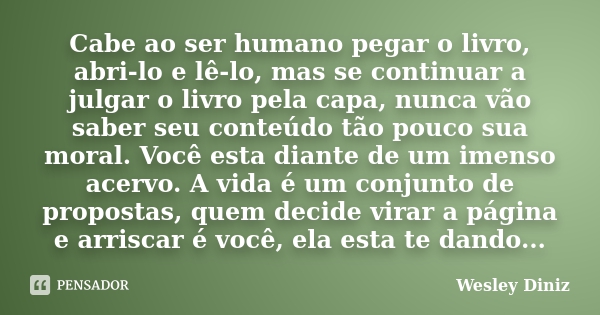 Cabe ao ser humano pegar o livro,
abri-lo e lê-lo, mas se continuar a
julgar o livro pela capa, nunca vão
saber seu conteúdo tão pouco sua
moral. Você esta diante de um imenso
acervo. A vida é um conjunto de
propostas, quem decide virar a página
e arriscar é você, ela esta te dando...
PENSADOR
Wesley Diniz